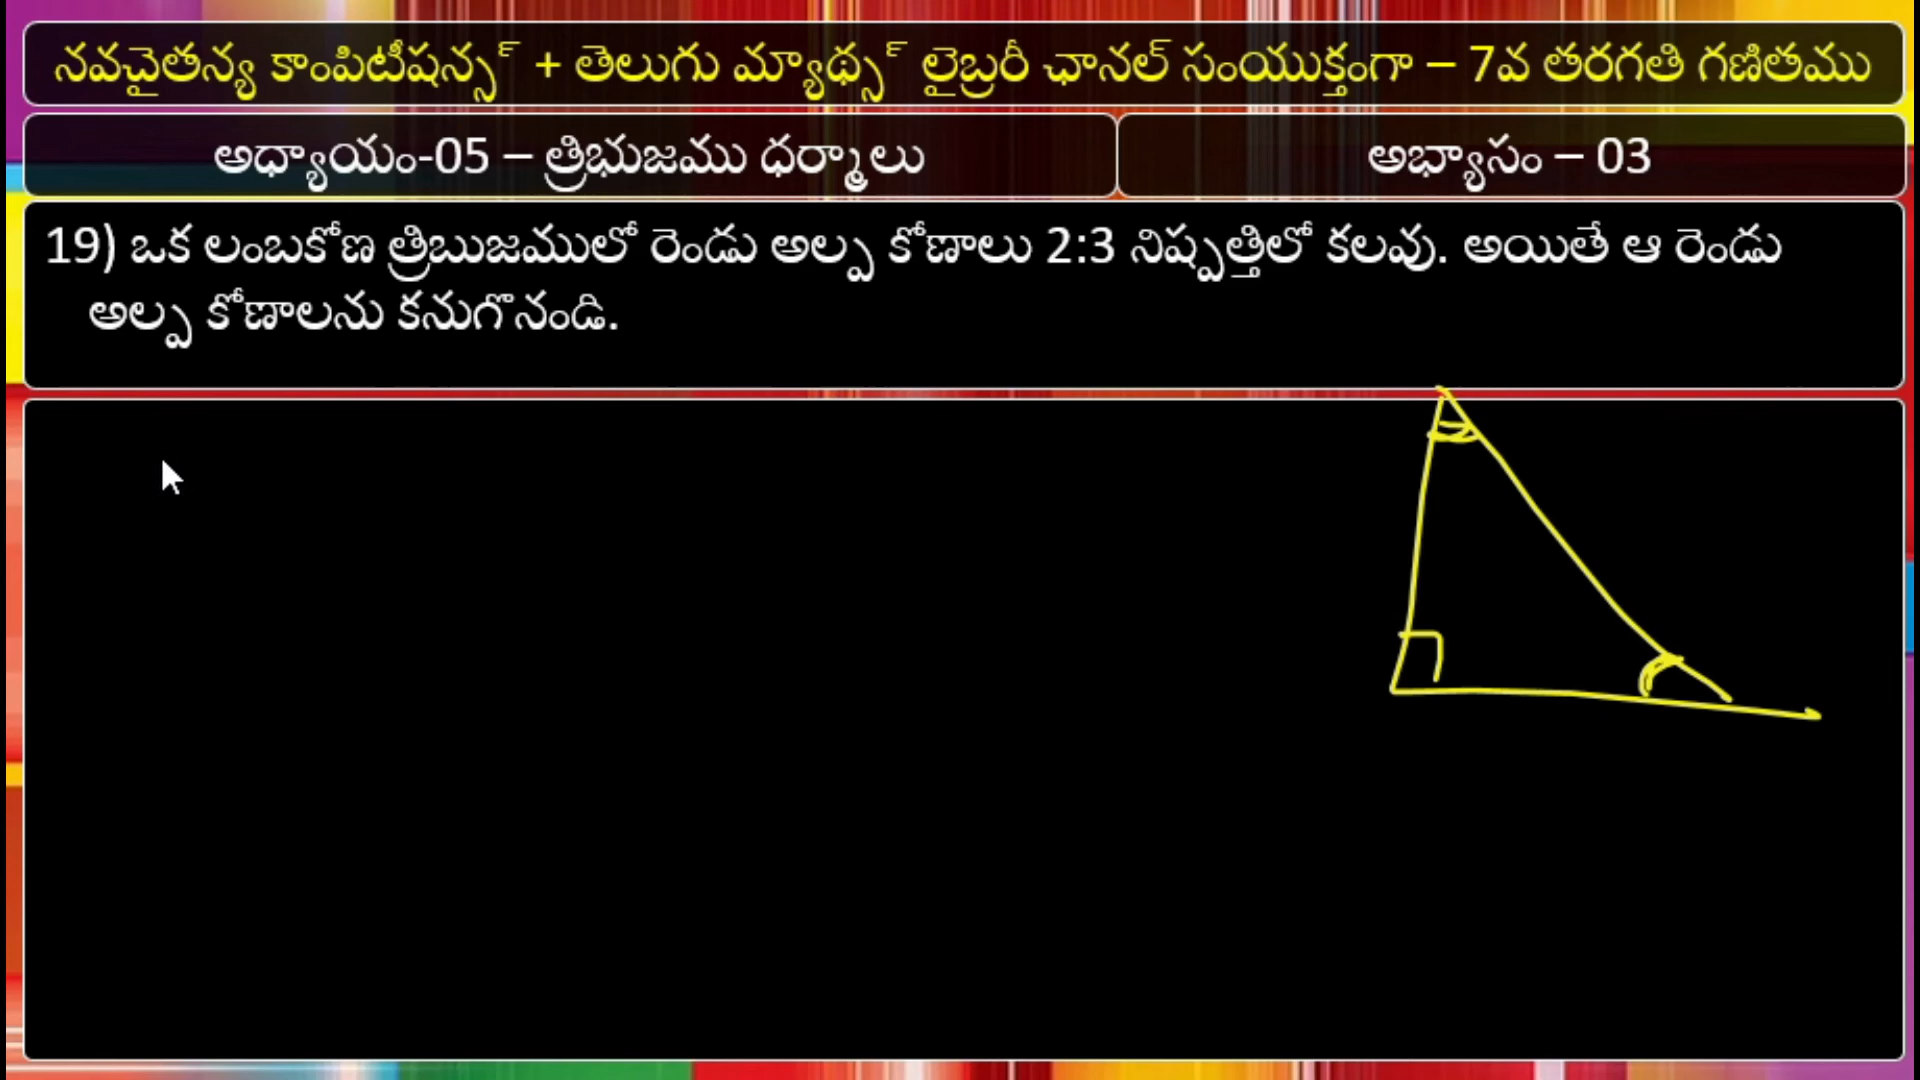 నవచైతన్య కాంపిటీషన్స్ + తెలుగు మ్యాథ్స్ లైబ్రరీ ఛానల్ సంయుక్తంగా – 7వ తరగతి గణితము
అధ్యాయం-05 – త్రిభుజము ధర్మాలు
అభ్యాసం – 03
19) ఒక లంబకోణ త్రిబుజములో రెండు అల్ప కోణాలు 2:3 నిష్పత్తిలో కలవు. అయితే ఆ రెండు
అల్ప కోణాలను కనుగొనండి.